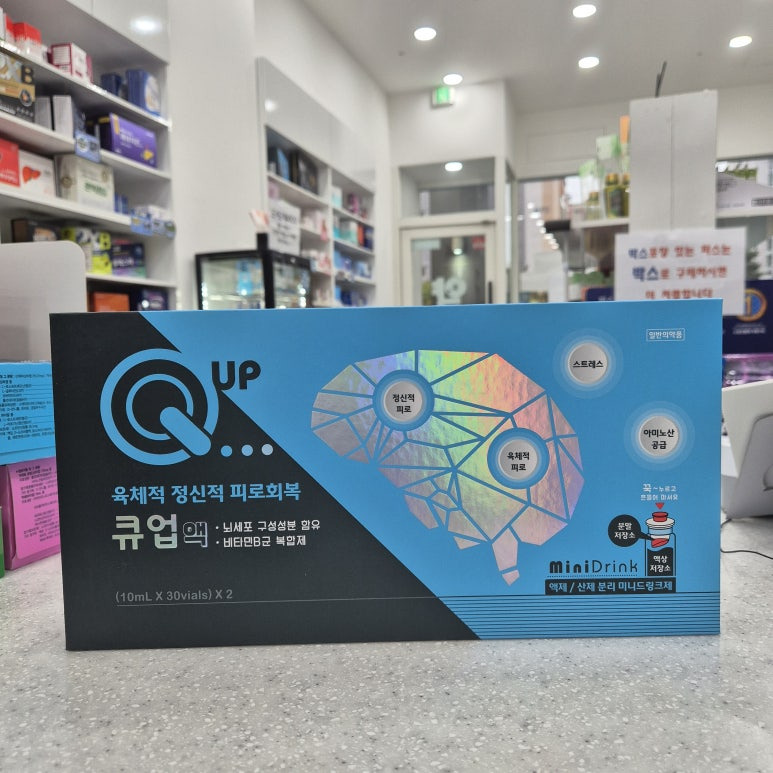 박스포장 있는 파스는
박스로 구매하시면
더 저렴합니다
Q UP
육체적 정신적 피로회복
큐업액
· 뇌세포 구성성분 함유
· 비타민B군 복합제
(10mL X 30vials) X 2
일반의약품
스트레스
정신적
피로
아미노산
공급
육체적
피로
꾹~누르고
흔들어 마셔요
분말
저장소
액상
저장소
MiniDrink
액제 / 산제 분리 미니드링크제